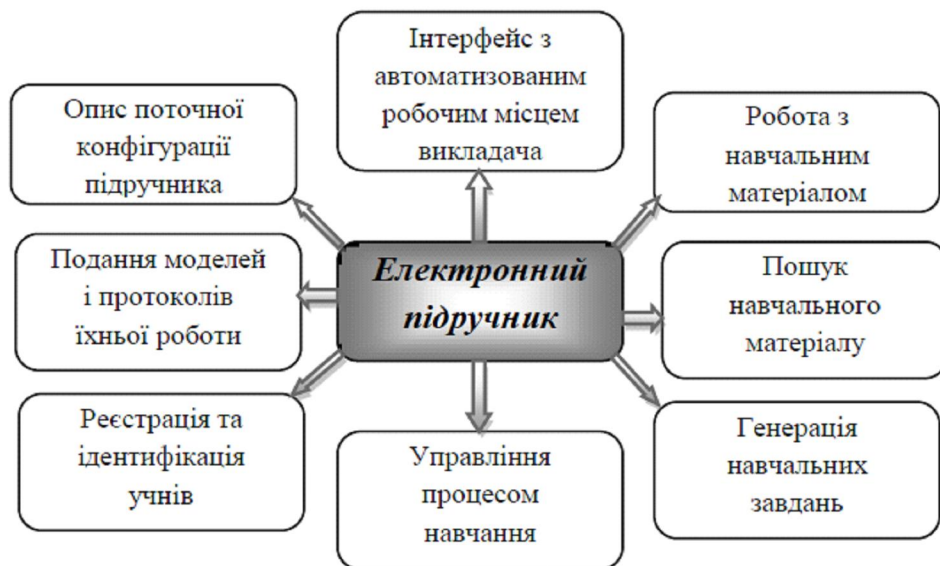 Інтерфейс з
автоматизованим
робочим місцем
викладача
Опис поточної
конфігурації
підручника
Робота з
навчальним
матеріалом
Подання моделей
і протоколів
їхньої роботи
Електронний
підручник
Пошук
навчального
матеріалу
Реєстрація та
ідентифікація
учнів
Управління
процесом
навчання
Генерація
навчальних
завдань